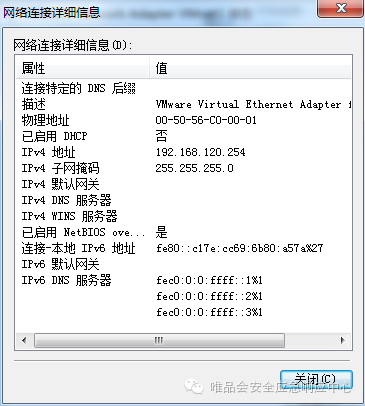 网络连接详细信息
网络连接详细信息(D):
属性 值
连接特定的 DNS 后缀
描述 VMware Virtual Ethernet Adapter f
物理地址 00-50-56-C0-00-01
已启用 DHCP 否
IPv4 地址 192.168.120.254
IPv4 子网掩码 255.255.255.0
IPv4 默认网关
IPv4 DNS 服务器
IPv4 WINS 服务器
已启用 NetBIOS ove... 是
连接-本地 IPv6 地址 fe80::c17e:cc69:6b80:a57a%27
IPv6 默认网关
IPv6 DNS 服务器 fec0:0:0:ffff::1%1
fec0:0:0:ffff::2%1
fec0:0:0:ffff::3%1
关闭(C)
唯品会安全应急响应中心